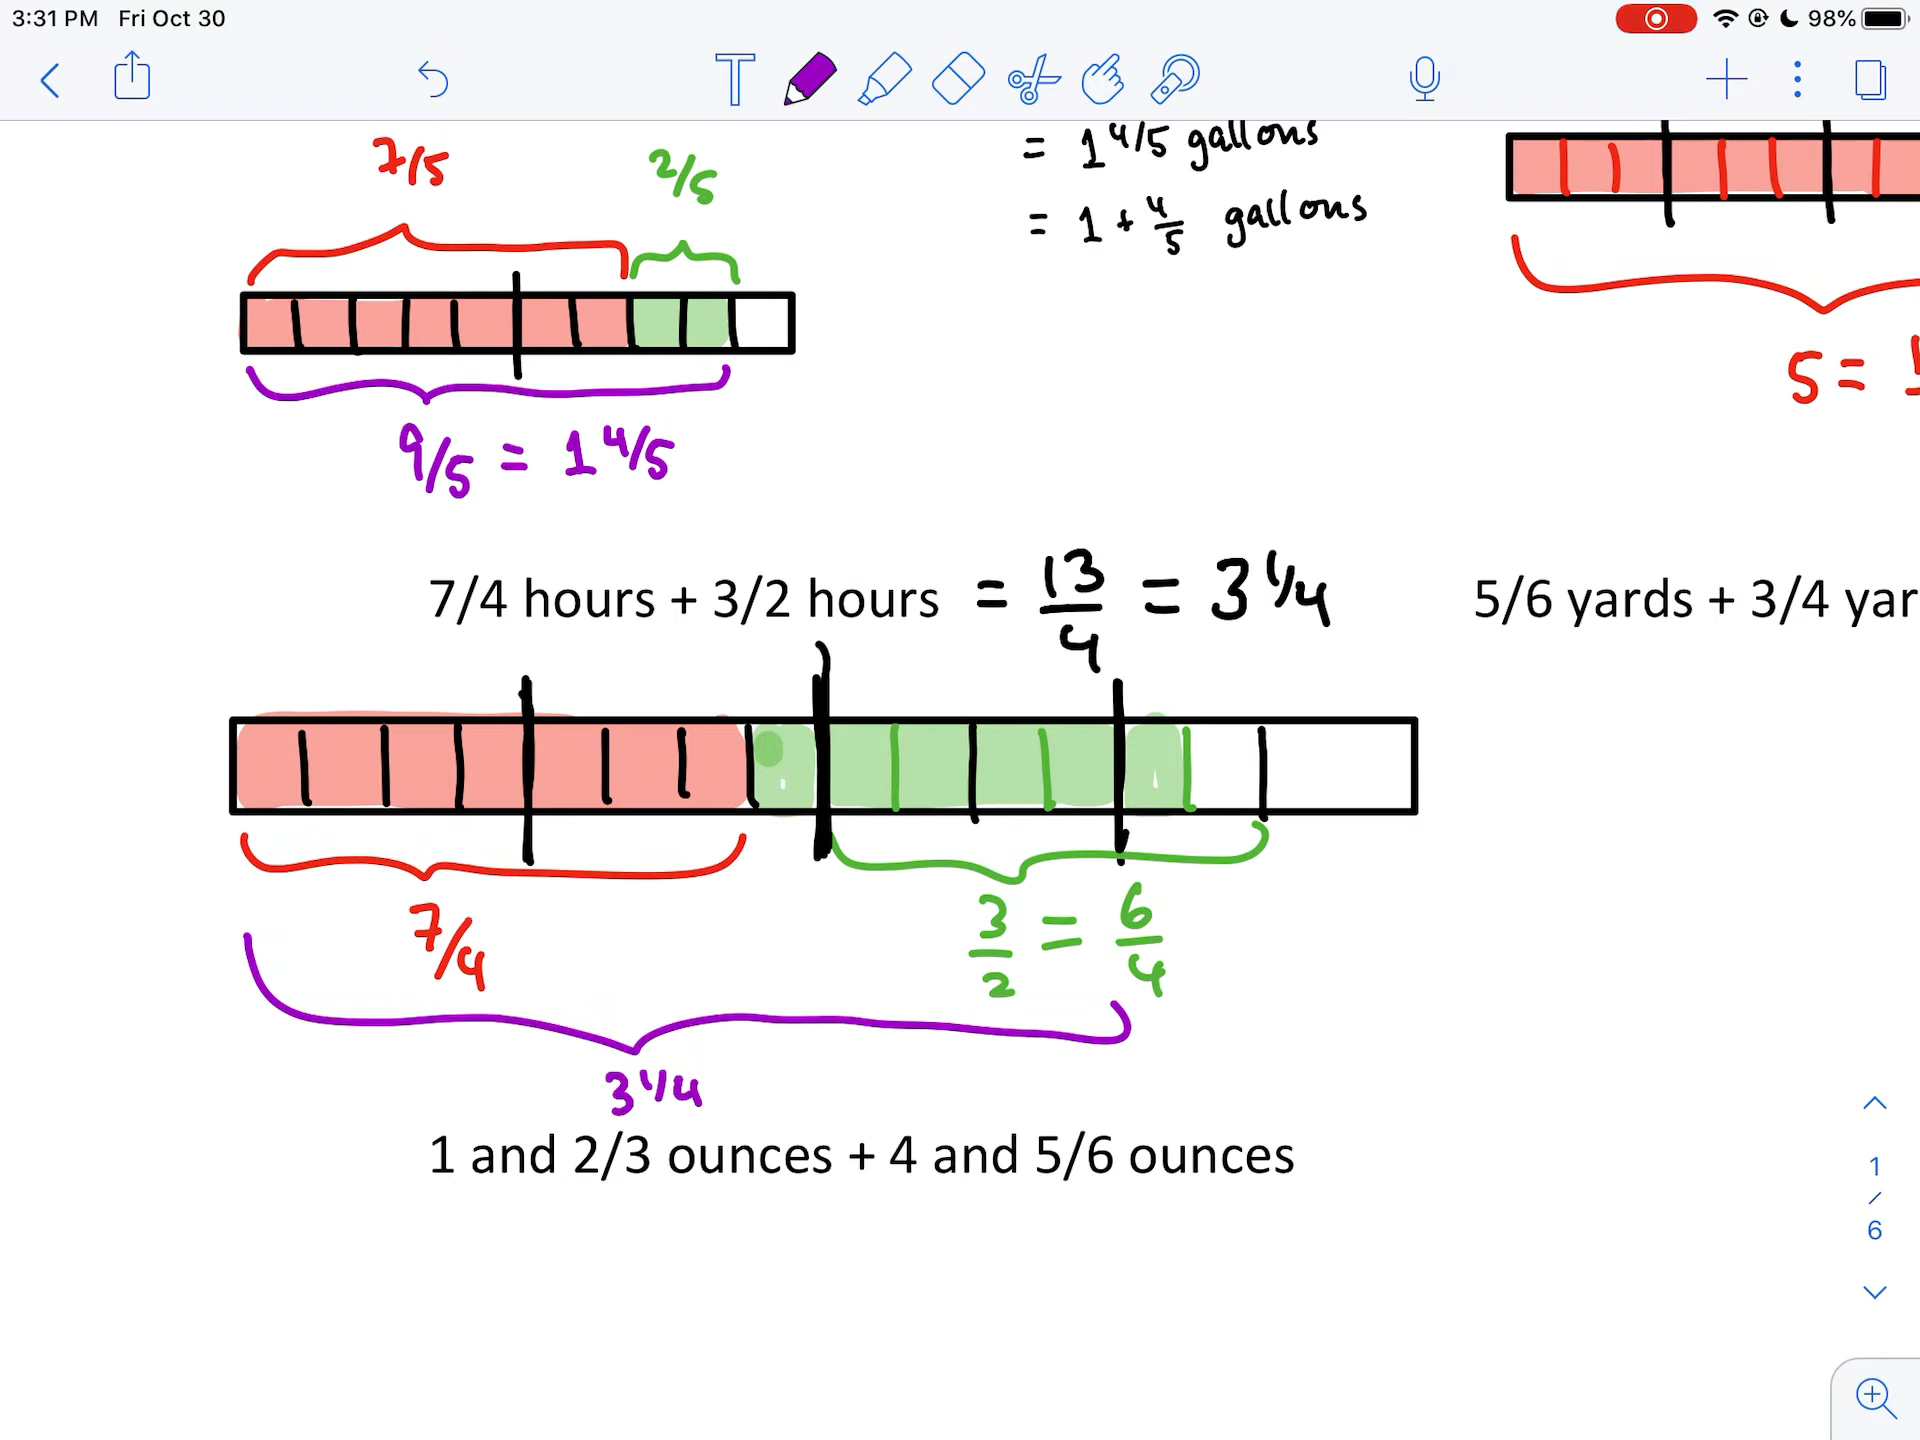 3:31 PM Fri Oct 30
98%
T
7/5
2/5
= 1 4/5 gallons
= 1 + 4/5 gallons
9/5 = 1 4/5
5 =
7/4 hours + 3/2 hours = 13/4 = 3 1/4
5/6 yards + 3/4 yar
7/4
3/2 = 6/4
3 1/4
1 and 2/3 ounces + 4 and 5/6 ounces
1
/
6